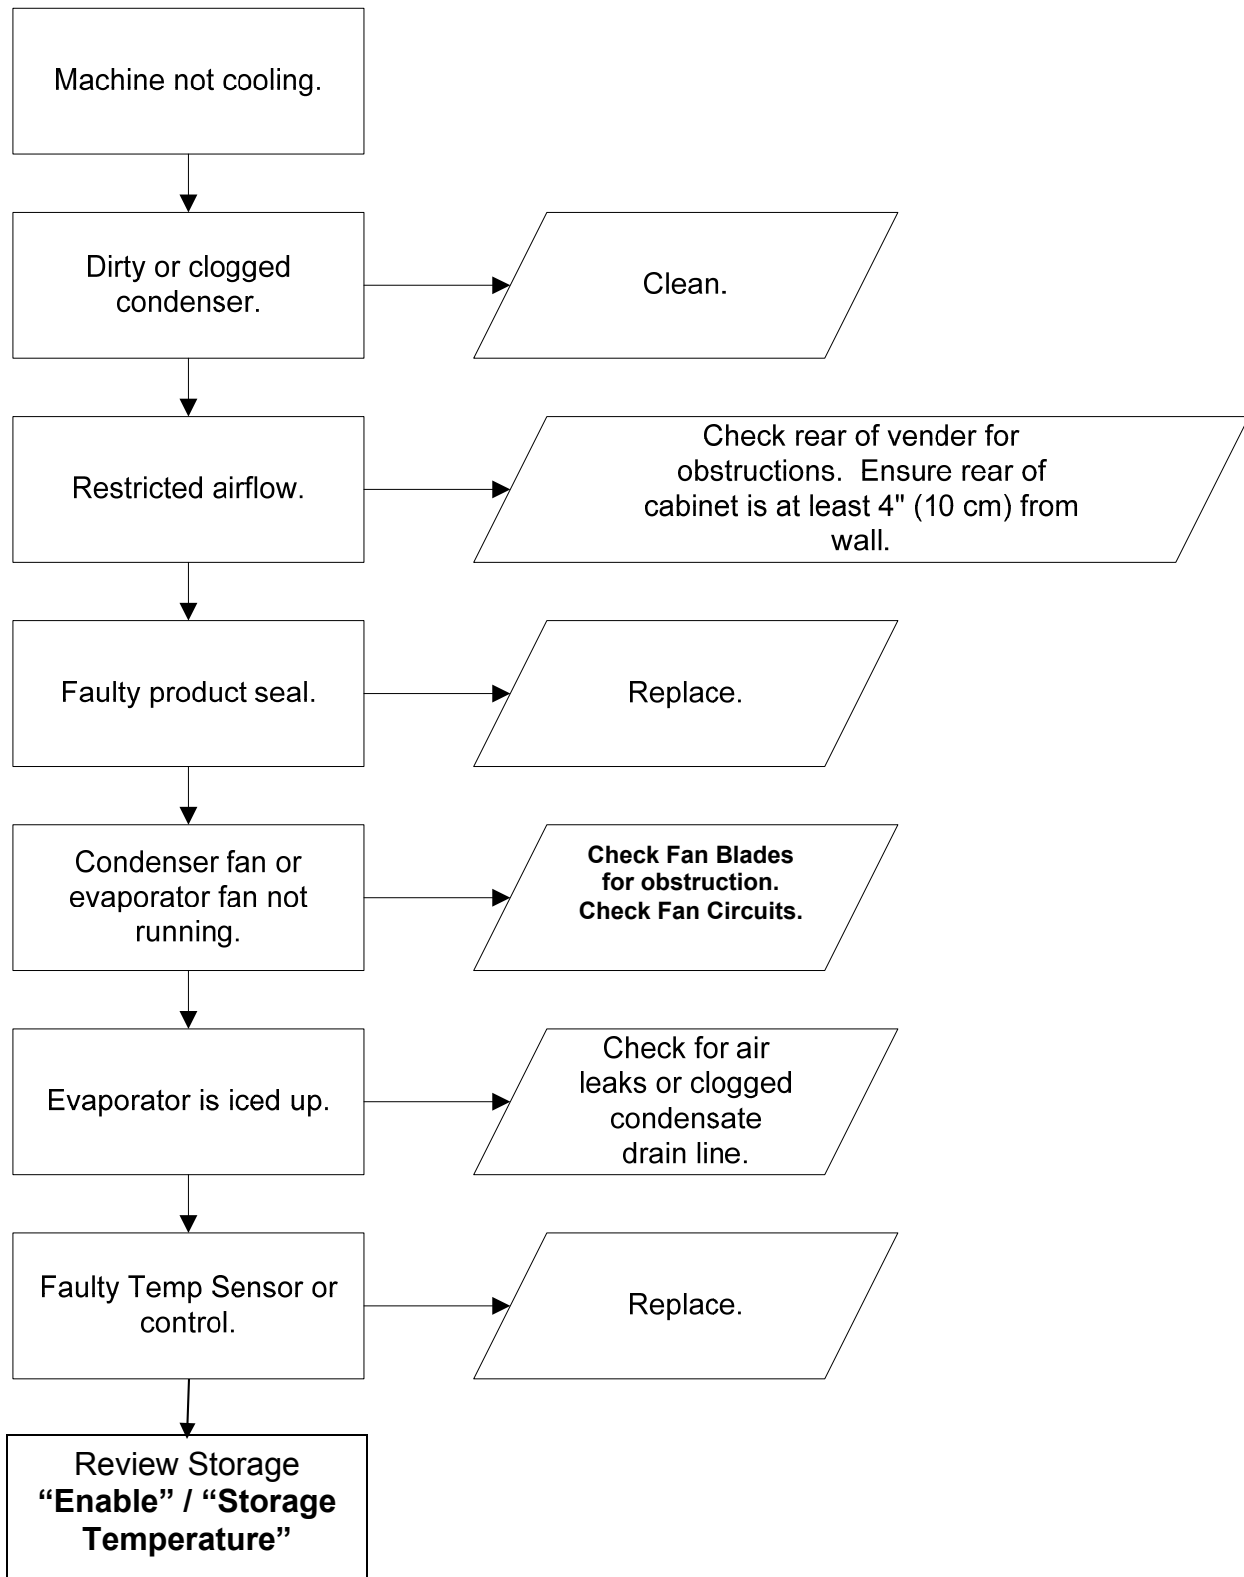 Machine not cooling.
Dirty or clogged
condenser.
Clean.
Restricted airflow.
Check rear of vender for
obstructions.  Ensure rear of
cabinet is at least 4" (10 cm) from
wall.
Faulty product seal.
Replace.
Condenser fan or
evaporator fan not
running.
Check Fan Blades
for obstruction.
Check Fan Circuits.
Evaporator is iced up.
Check for air
leaks or clogged
condensate
drain line.
Faulty Temp Sensor or
control.
Replace.
Review Storage
“Enable” / “Storage
Temperature”